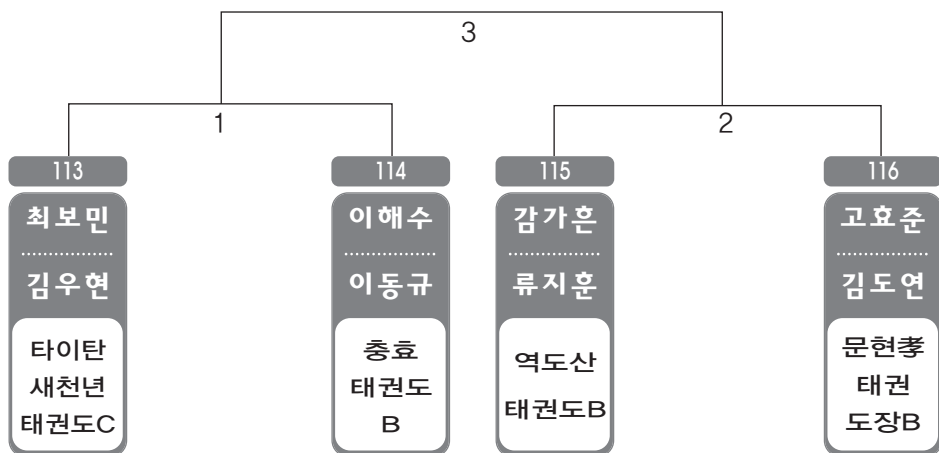 3
1
2
113
최보민
김우현
타이탄
새천년
태권도C
114
이해수
이동규
충효
태권도
B
115
감가흔
류지훈
역도산
태권도B
116
고효준
김도연
문현孝
태권
도장B